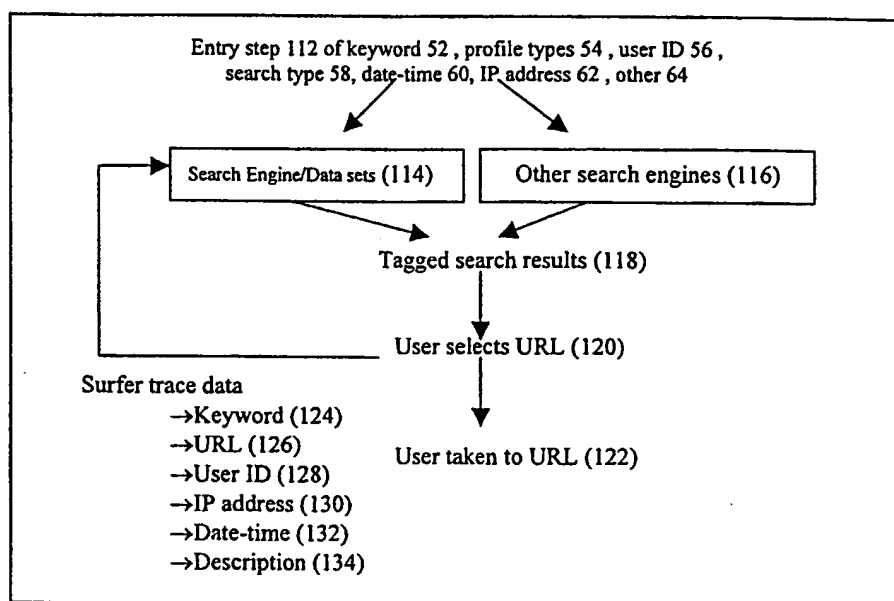 Entry step 112 of keyword 52 , profile types 54 , user ID 56 ,
search type 58, date-time 60, IP address 62 , other 64
Search Engine/Data sets (114)
Other search engines (116)
Tagged search results (118)
User selects URL (120)
Surfer trace data
→Keyword (124)
→URL (126)
User taken to URL (122)
→User ID (128)
→IP address (130)
→Date-time (132)
→Description (134)